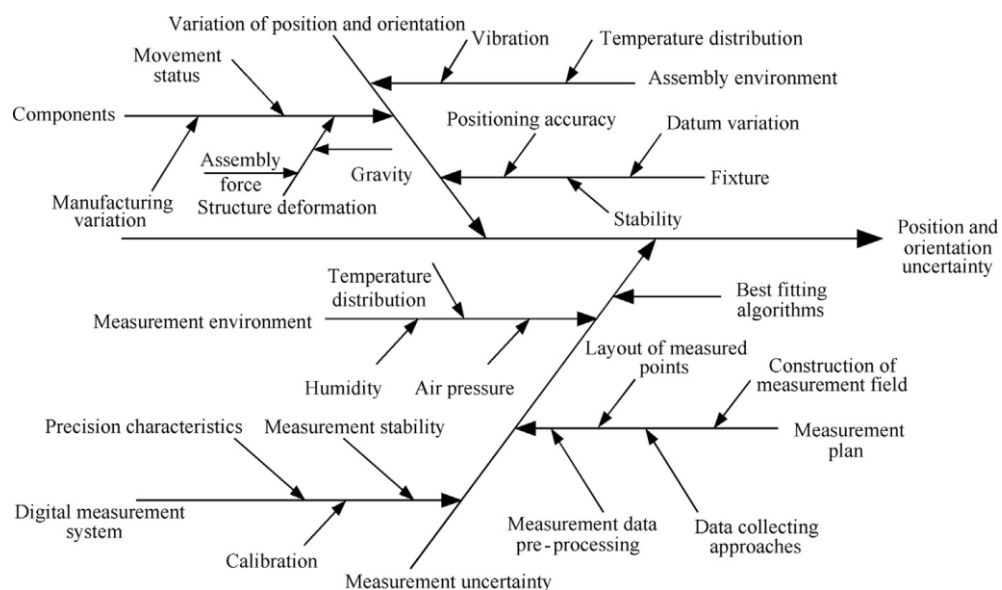 Variation of position and orientation
Vibration
Temperature distribution
Movement
status
Assembly environment
Components
Positioning accuracy
Datum variation
Assembly
force
Gravity
Fixture
Manufacturing
variation
Structure deformation
Stability
Position and
orientation
uncertainty
Temperature
distribution
Best fitting
algorithms
Measurement environment
Layout of measured
points
Construction of
measurement field
Humidity
Air pressure
Precision characteristics
Measurement stability
Measurement
plan
Digital measurement
system
Calibration
Measurement data
pre-processing
Data collecting
approaches
Measurement uncertainty